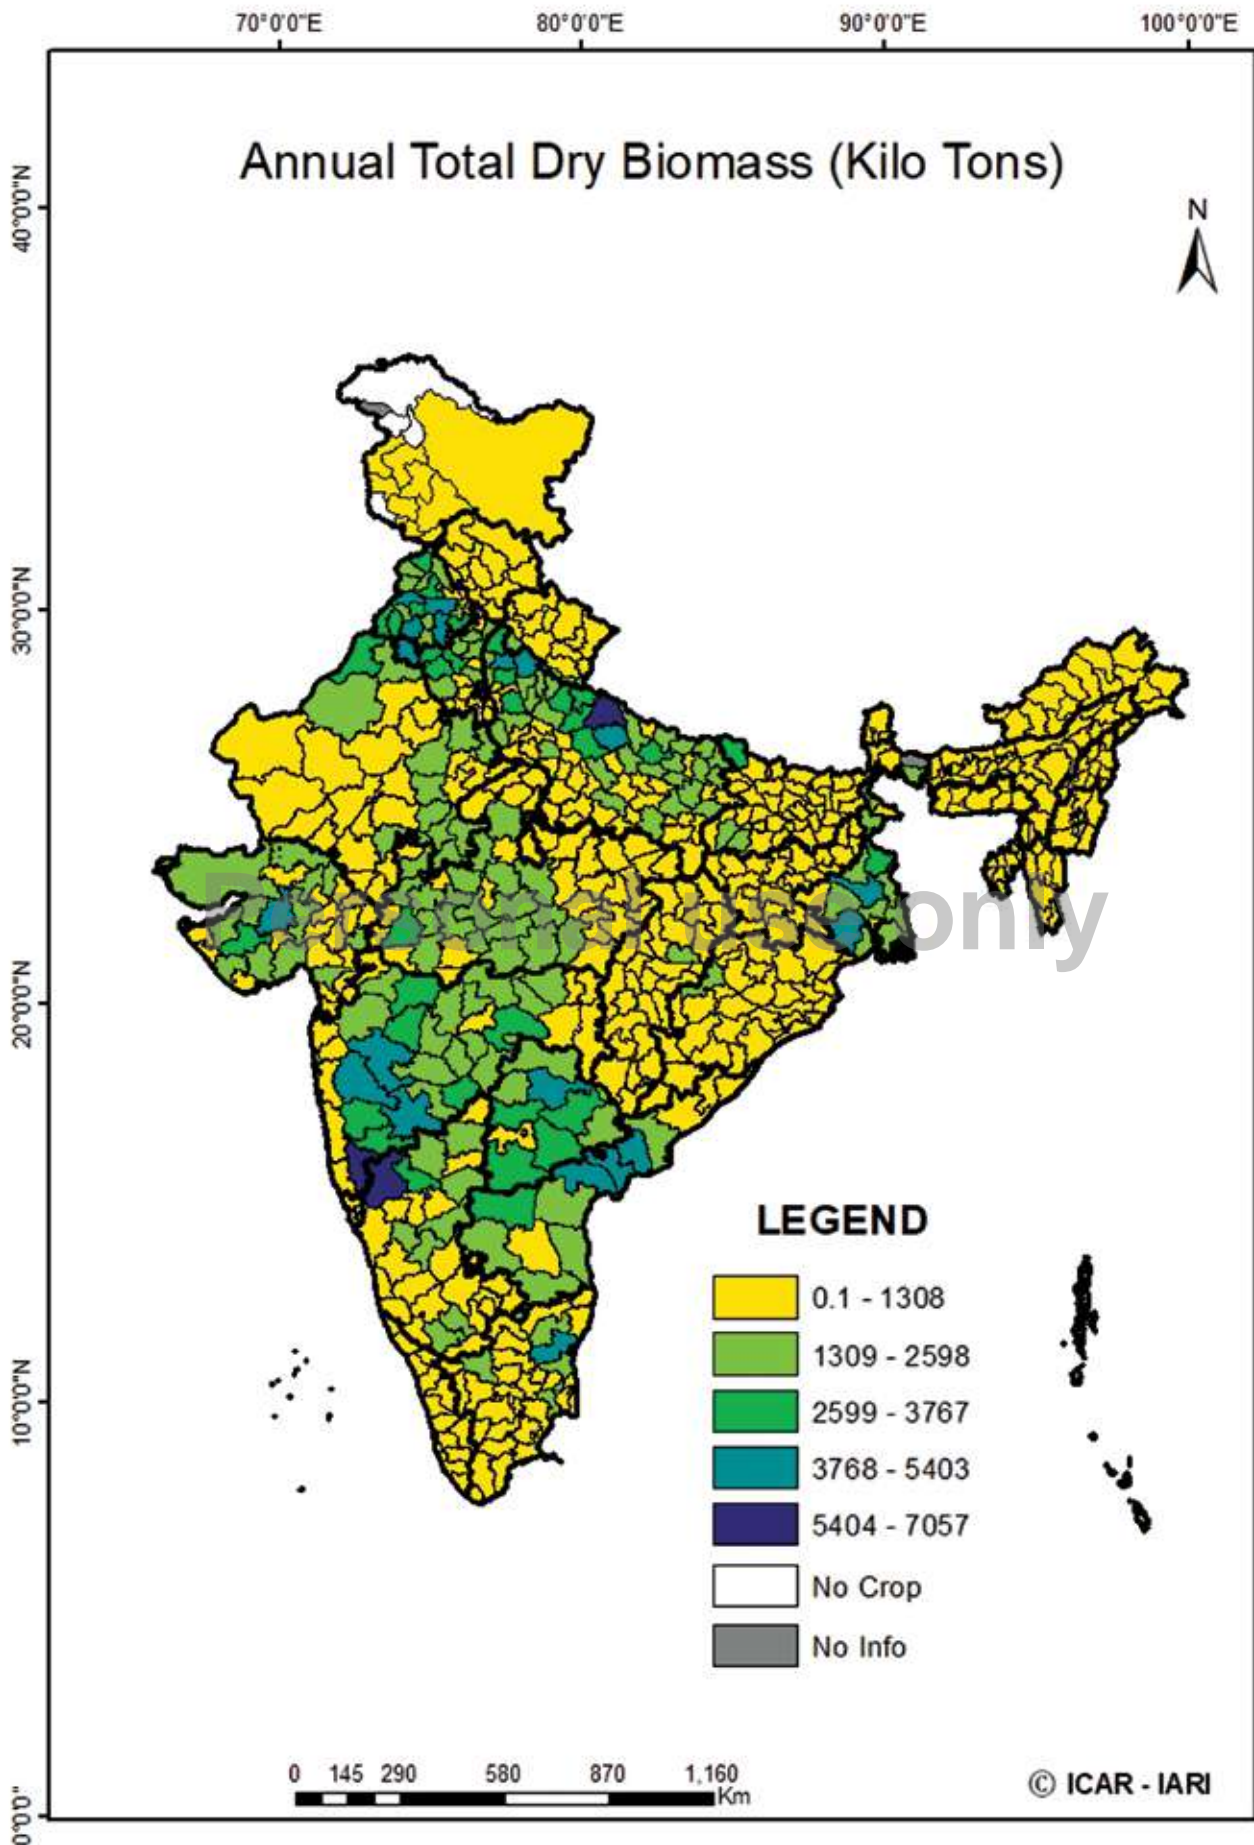 70°0'0"E 80°0'0"E 90°0'0"E 100°0'0"E
Annual Total Dry Biomass (Kilo Tons)
N
40°0'0"N
30°0'0"N
20°0'0"N
10°0'0"N
0°0'0"
Personal use only
LEGEND
0.1 - 1308
1309 - 2598
2599 - 3767
3768 - 5403
5404 - 7057
No Crop
No Info
0 145 290 580 870 1,160
Km
© ICAR - IARI